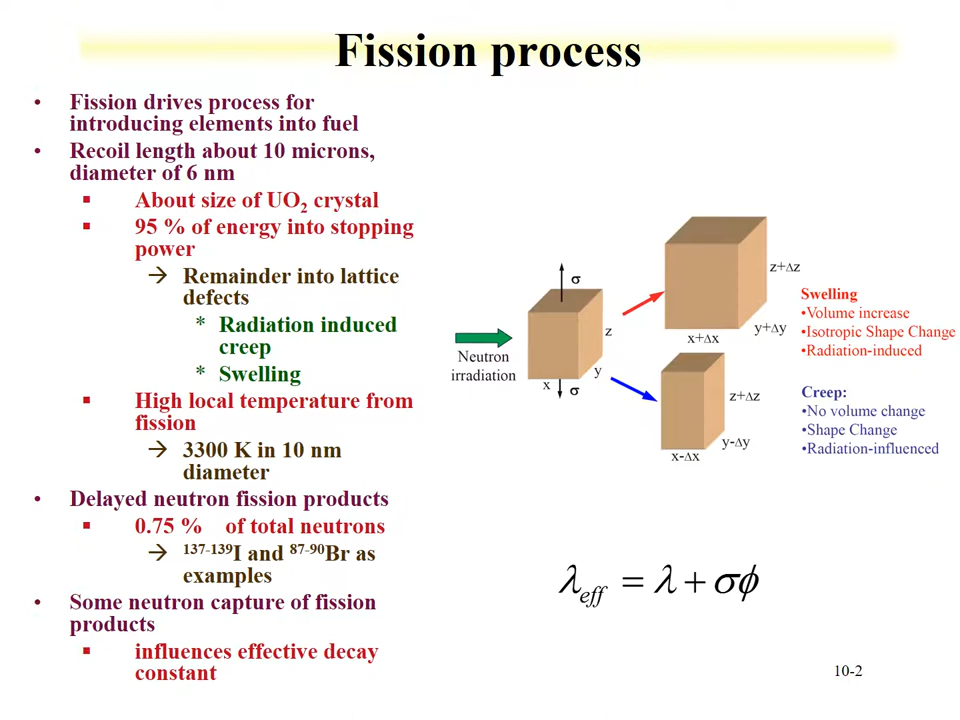 Fission process
• Fission drives process for
introducing elements into fuel
• Recoil length about 10 microns,
diameter of 6 nm
▪ About size of UO₂ crystal
▪ 95 % of energy into stopping
power
→ Remainder into lattice
defects
* Radiation induced
creep
* Swelling
▪ High local temperature from
fission
→ 3300 K in 10 nm
diameter
• Delayed neutron fission products
▪ 0.75 % of total neutrons
→ ¹³⁷⁻¹³⁹I and ⁸⁷⁻⁹⁰Br as
examples
• Some neutron capture of fission
products
▪ influences effective decay
constant
Neutron
irradiation
σ
z
y
x
σ
z+Δz
y+Δy
x+Δx
z+Δz
y-Δy
x-Δx
Swelling
•Volume increase
•Isotropic Shape Change
•Radiation-induced
Creep:
•No volume change
•Shape Change
•Radiation-influenced
λeff = λ + σϕ
10-2